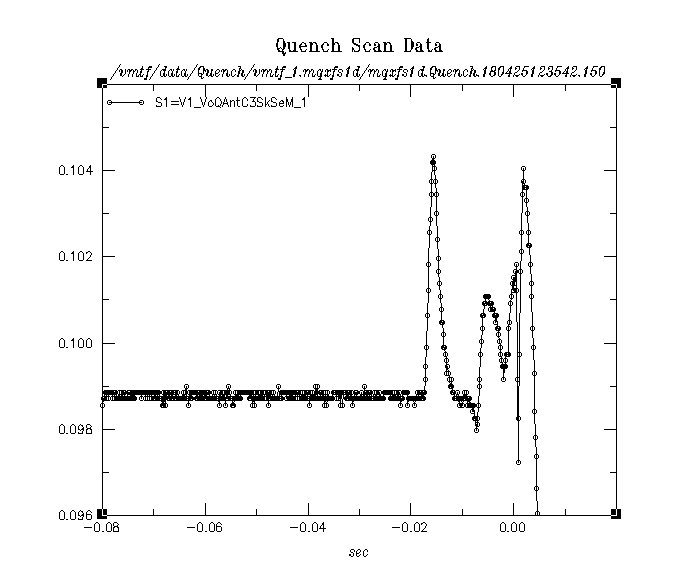 Quench Scan Data
/vmtf/data/Quench/vmtf_1.mqxfs1d/mqxfs1d.Quench.180425123542.150
S1=V1_VoQAntC3SkSeM_1
0.104
0.102
0.100
0.098
0.096
-0.08 -0.06 -0.04 -0.02 0.00
sec